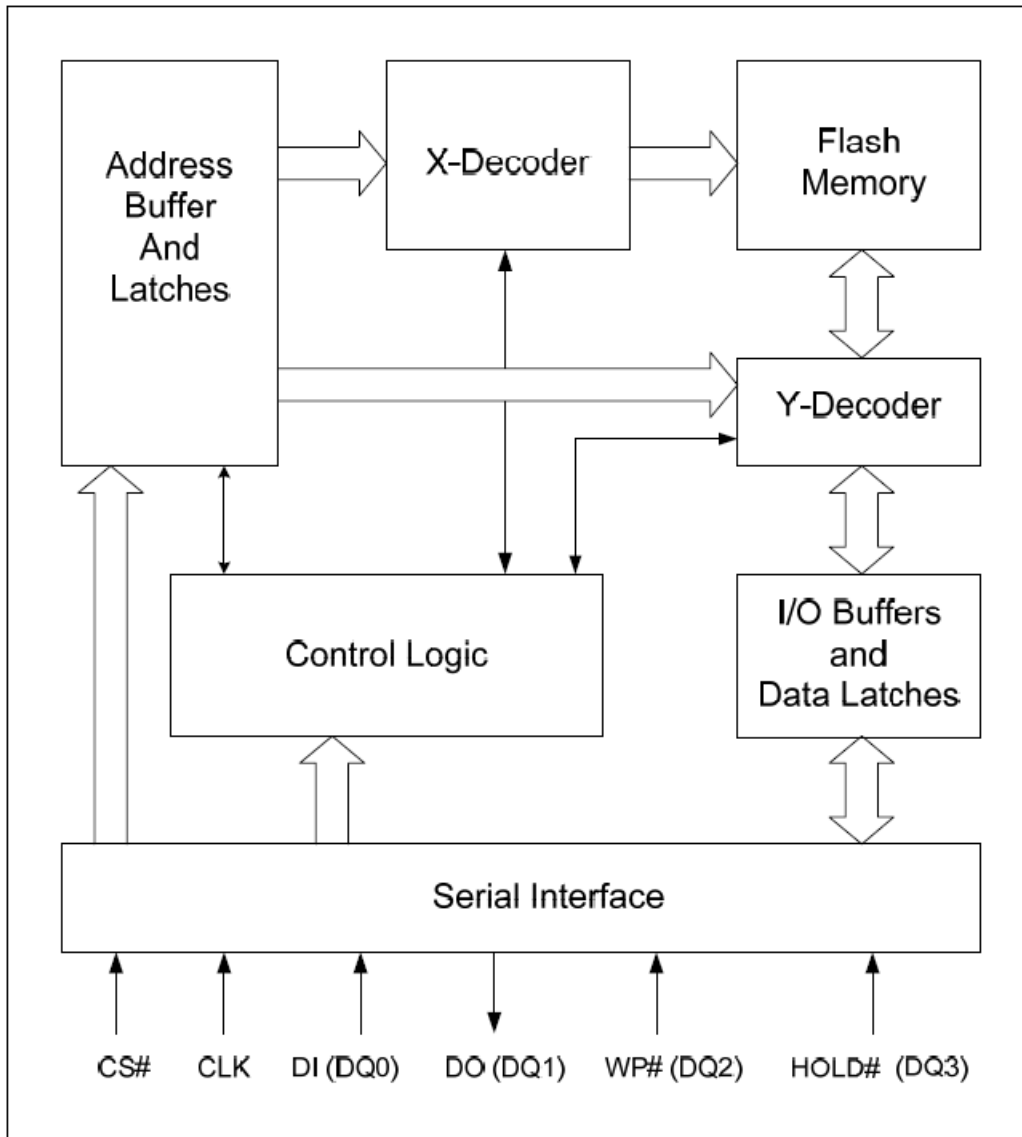 Address
Buffer
And
Latches
X-Decoder
Flash
Memory
Y-Decoder
Control Logic
I/O Buffers
and
Data Latches
Serial Interface
CS# CLK DI (DQ0) DO (DQ1) WP# (DQ2) HOLD# (DQ3)